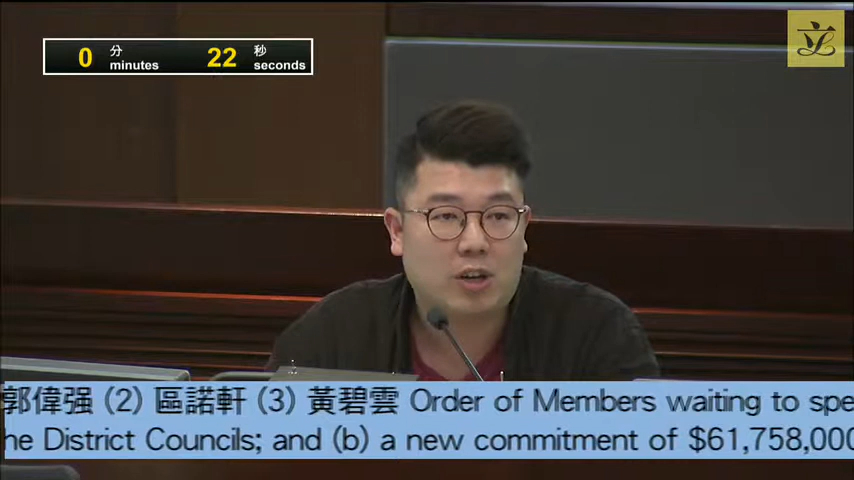 0 分 minutes 22 秒 seconds
郭偉强 (2) 區諾軒 (3) 黃碧雲 Order of Members waiting to spe
he District Councils; and (b) a new commitment of $61,758,000